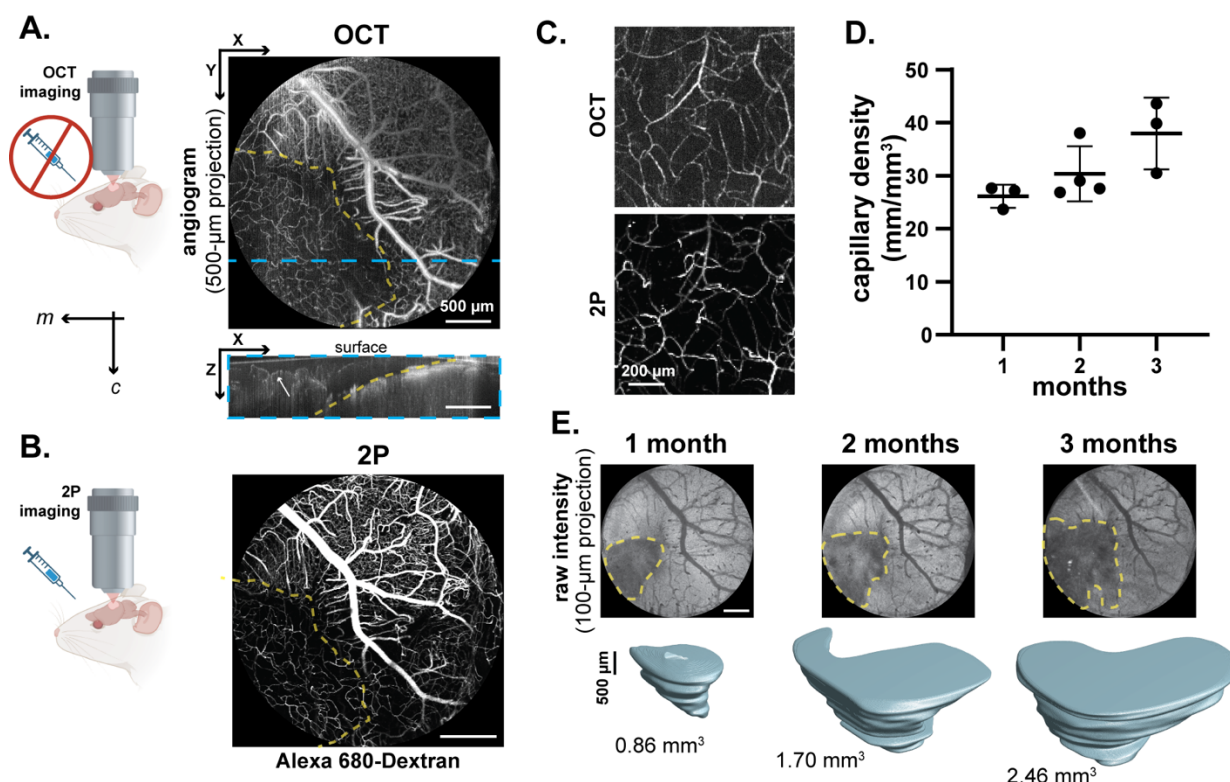 A.
OCT
imaging
m
c
OCT
X
Y
angiogram
(500-µm projection)
500 µm
X
Z
surface
B.
2P
imaging
2P
Alexa 680-Dextran
C.
OCT
2P
200 µm
D.
capillary density
(mm/mm³)
50
40
30
20
10
0
1
2
3
months
E.
1 month
2 months
3 months
raw intensity
(100-µm projection)
500 µm
0.86 mm³
1.70 mm³
2.46 mm³